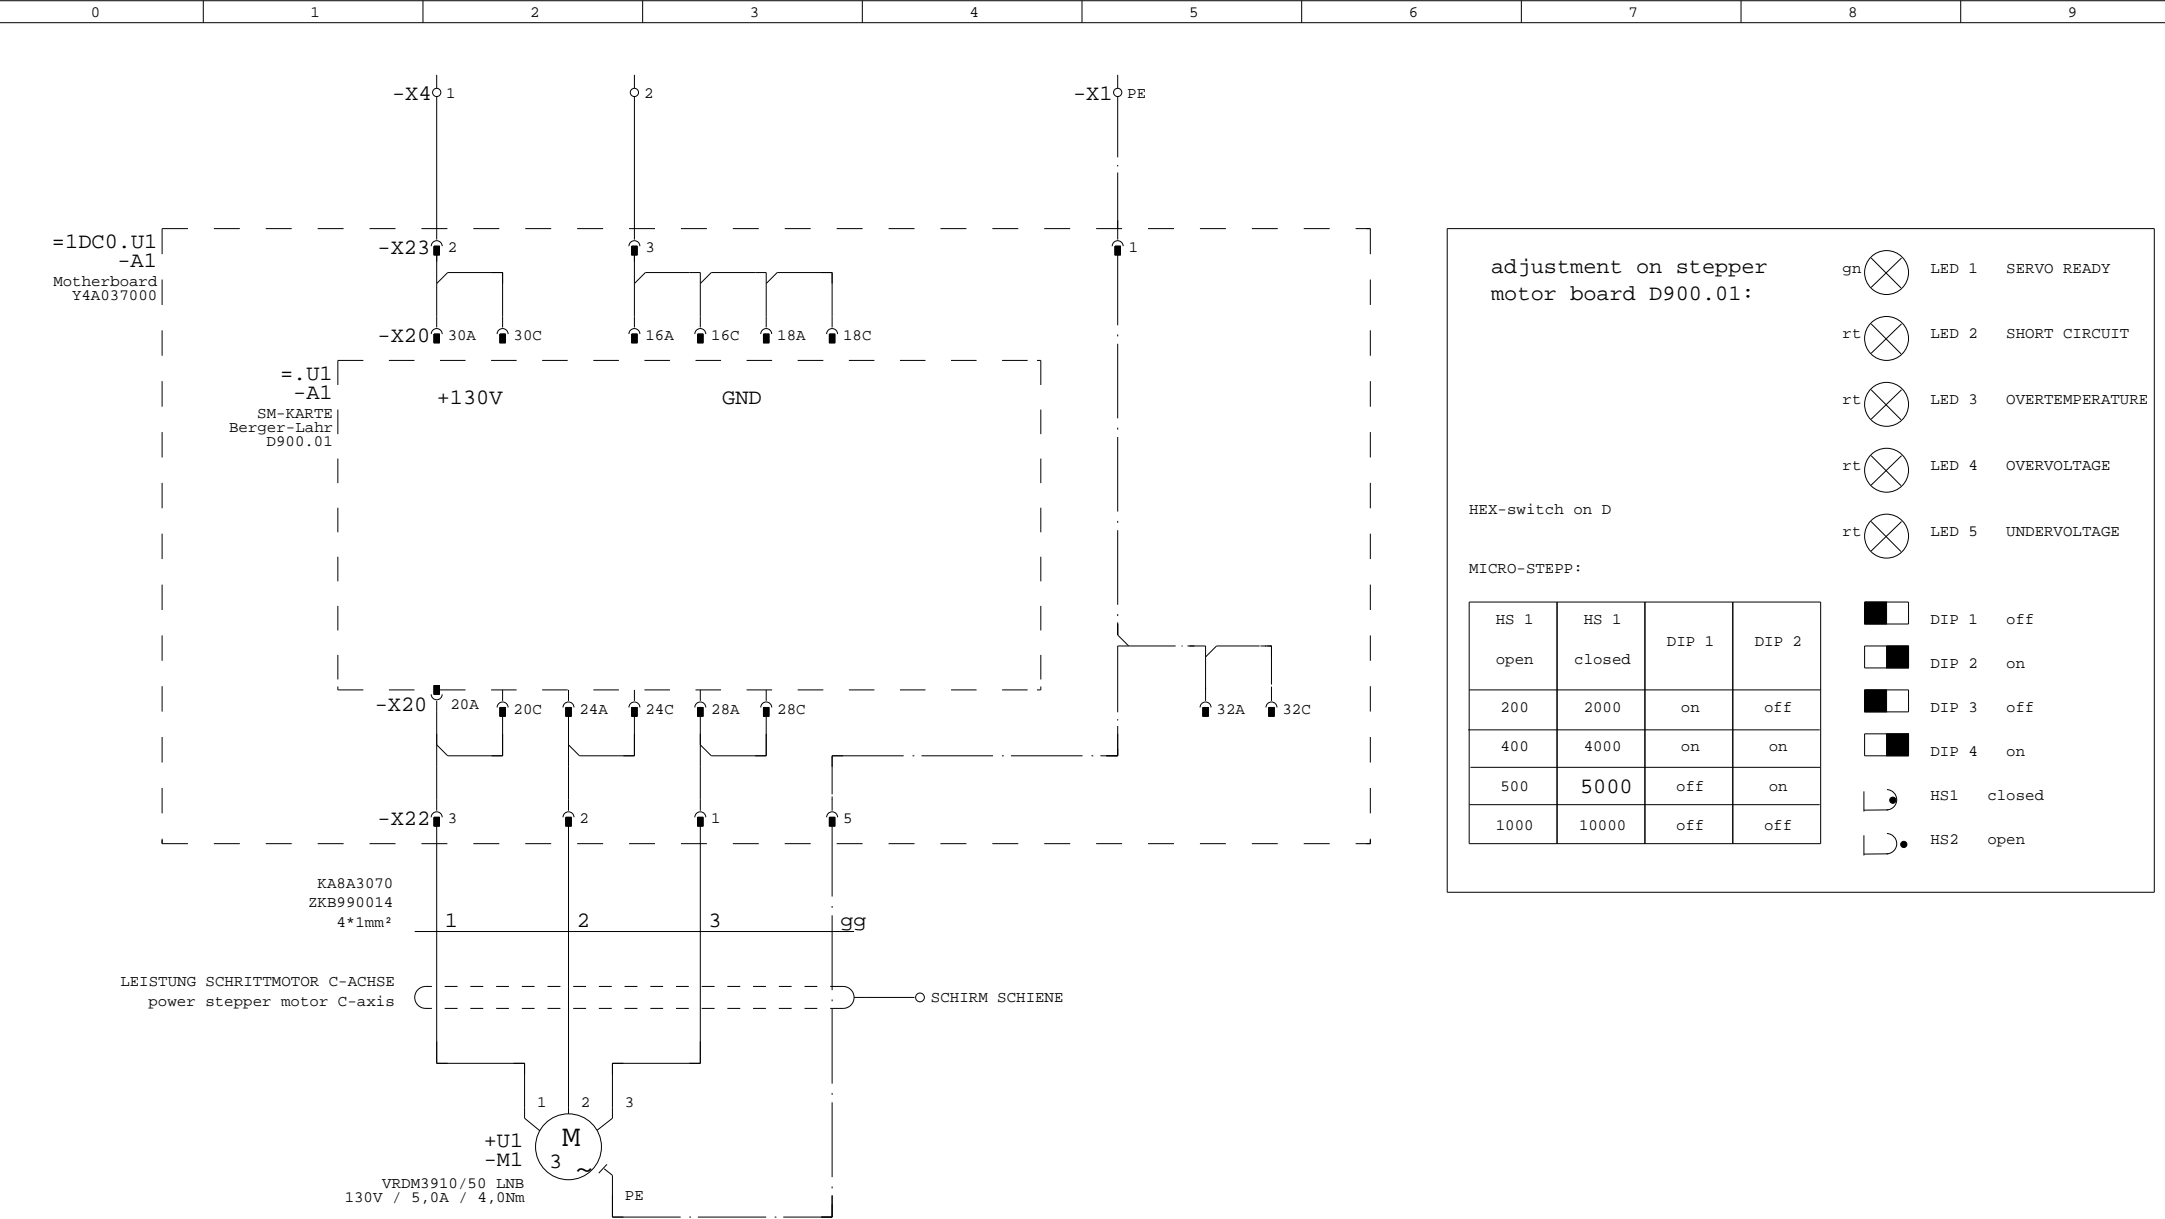 0 1 2 3 4 5 6 7 8 9
-X4 1 2 -X1 PE
=1DC0.U1
-A1
Motherboard
Y4A037000
-X23 2 3 1
-X20 30A 30C 16A 16C 18A 18C
=.U1
-A1
SM-KARTE
Berger-Lahr
D900.01
+130V GND
-X20 20A 20C 24A 24C 28A 28C 32A 32C
-X22 3 2 1 5
KA8A3070
ZKB990014
4*1mm²
1 2 3 gg
LEISTUNG SCHRITTMOTOR C-ACHSE
power stepper motor C-axis
SCHIRM SCHIENE
1 2 3
+U1
-M1
M
3 ~
VRDM3910/50 LNB
130V / 5,0A / 4,0Nm
PE
adjustment on stepper
motor board D900.01:
gn LED 1 SERVO READY
rt LED 2 SHORT CIRCUIT
rt LED 3 OVERTEMPERATURE
rt LED 4 OVERVOLTAGE
rt LED 5 UNDERVOLTAGE
HEX-switch on D
MICRO-STEPP:
HS 1 open HS 1 closed DIP 1 DIP 2
200 2000 on off
400 4000 on on
500 5000 off on
1000 10000 off off
DIP 1 off
DIP 2 on
DIP 3 off
DIP 4 on
HS1 closed
HS2 open